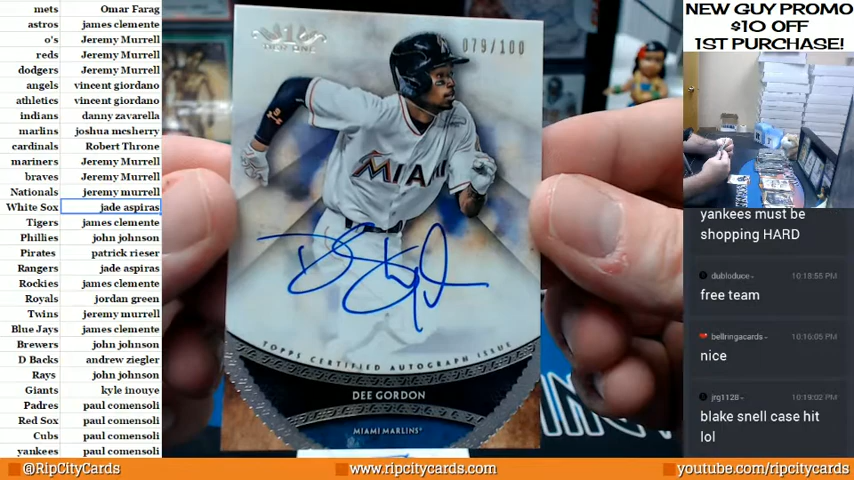 mets Omar Farag
astros james clemente
o's Jeremy Murrell
reds Jeremy Murrell
dodgers Jeremy Murrell
angels vincent giordano
athletics vincent giordano
indians danny zavarella
marlins joshua mcsherry
cardinals Robert Throne
mariners Jeremy Murrell
braves Jeremy Murrell
Nationals jeremy murrell
White Sox jade aspiras
Tigers james clemente
Phillies john johnson
Pirates patrick rieser
Rangers jade aspiras
Rockies james clemente
Royals jordan green
Twins jeremy murrell
Blue Jays james clemente
Brewers john johnson
D Backs andrew ziegler
Rays john johnson
Giants kyle inouye
Padres paul comensoli
Red Sox paul comensoli
Cubs paul comensoli
yankees paul comensoli
1
TIER ONE
079/100
MIAMI
TOPPS CERTIFIED AUTOGRAPH ISSUE
DEE GORDON
MIAMI MARLINS
NEW GUY PROMO
$10 OFF
1ST PURCHASE!
yankees must be
shopping HARD
dubloduce 10:18:55 PM
free team
bellringacards 10:16:05 PM
nice
jrg1128 10:19:02 PM
blake snell case hit
lol
@RipCityCards www.ripcitycards.com youtube.com/ripcitycards